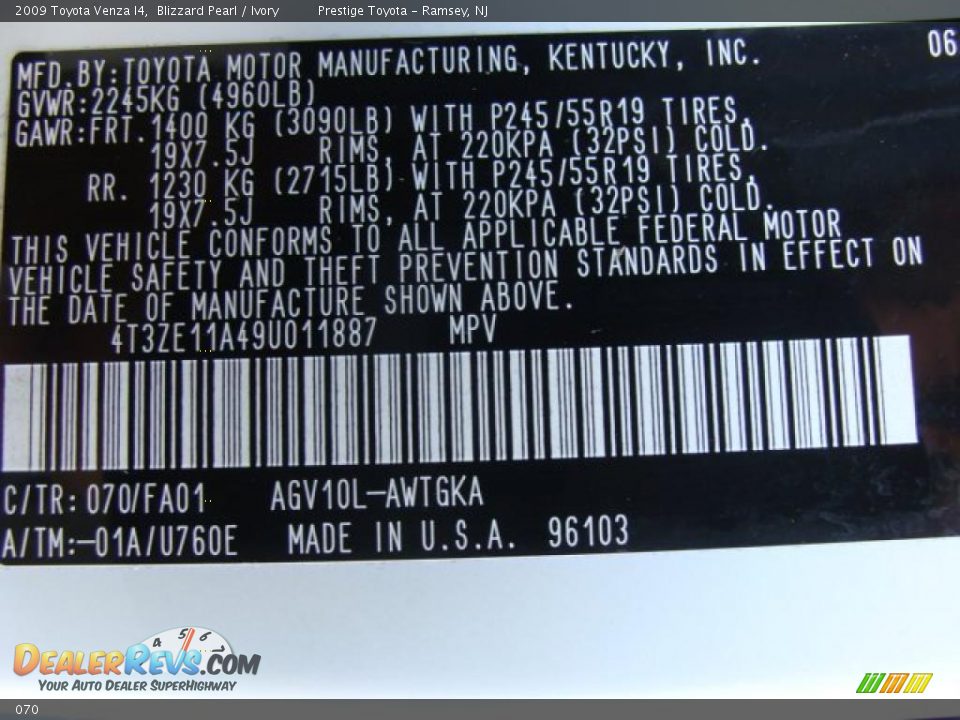 2009 Toyota Venza I4, Blizzard Pearl / Ivory Prestige Toyota - Ramsey, NJ
MFD.BY:TOYOTA MOTOR MANUFACTURING, KENTUCKY, INC. 06
GVWR:2245KG (4960LB)
GAWR:FRT.1400 KG (3090LB) WITH P245/55R19 TIRES,
19X7.5J RIMS, AT 220KPA (32PSI) COLD.
RR. 1230 KG (2715LB) WITH P245/55R19 TIRES,
19X7.5J RIMS, AT 220KPA (32PSI) COLD.
THIS VEHICLE CONFORMS TO ALL APPLICABLE FEDERAL MOTOR
VEHICLE SAFETY AND THEFT PREVENTION STANDARDS IN EFFECT ON
THE DATE OF MANUFACTURE SHOWN ABOVE.
4T3ZE11A49U011887 MPV
C/TR:070/FA01 AGV10L-AWTGKA
A/TM:-01A/U760E MADE IN U.S.A. 96103
4 5 6
DEALERREVS.COM
YOUR AUTO DEALER SUPERHIGHWAY
070